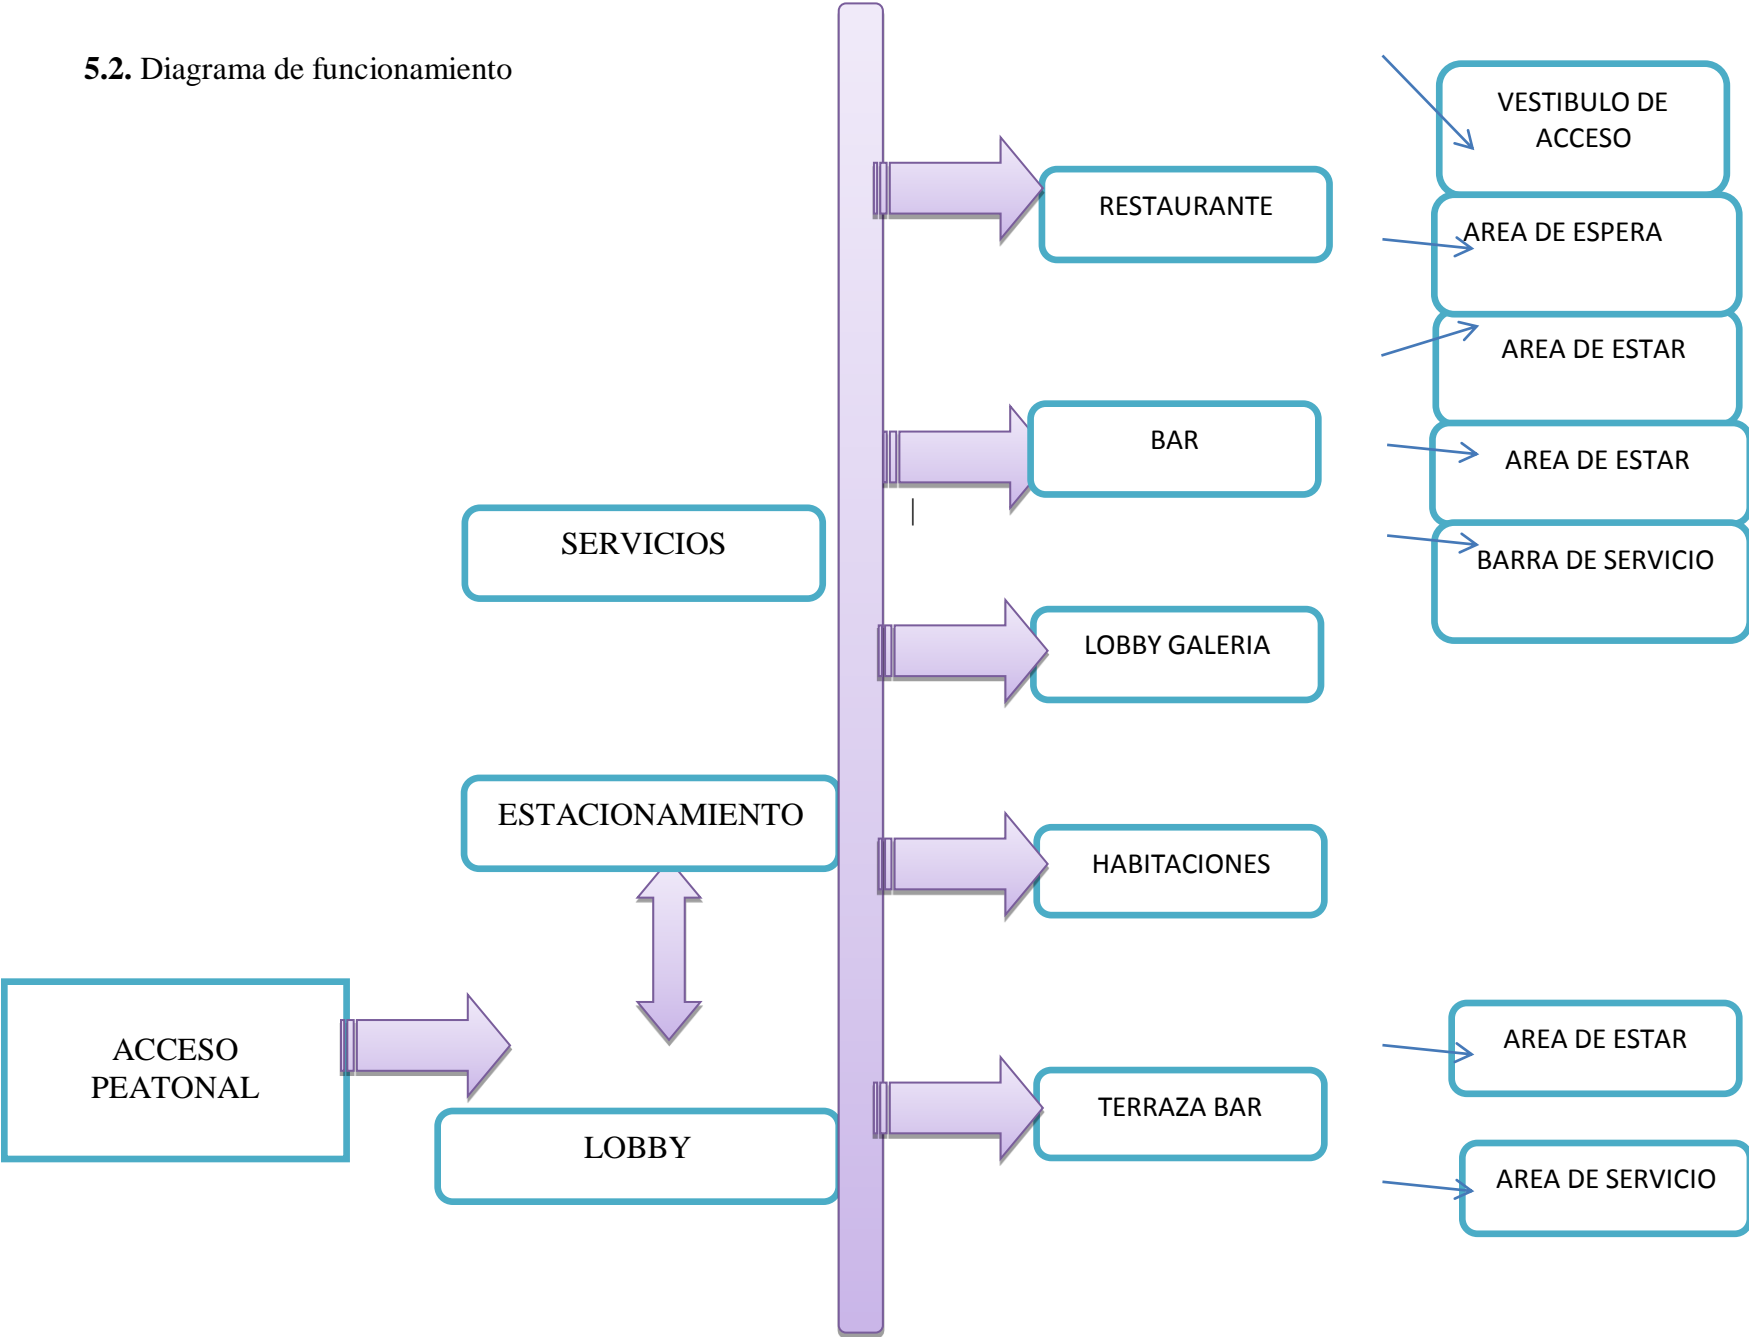 5.2. Diagrama de funcionamiento
VESTIBULO DE
ACCESO
RESTAURANTE
AREA DE ESPERA
AREA DE ESTAR
BAR
AREA DE ESTAR
SERVICIOS
BARRA DE SERVICIO
LOBBY GALERIA
ESTACIONAMIENTO
HABITACIONES
ACCESO
PEATONAL
AREA DE ESTAR
LOBBY
TERRAZA BAR
AREA DE SERVICIO